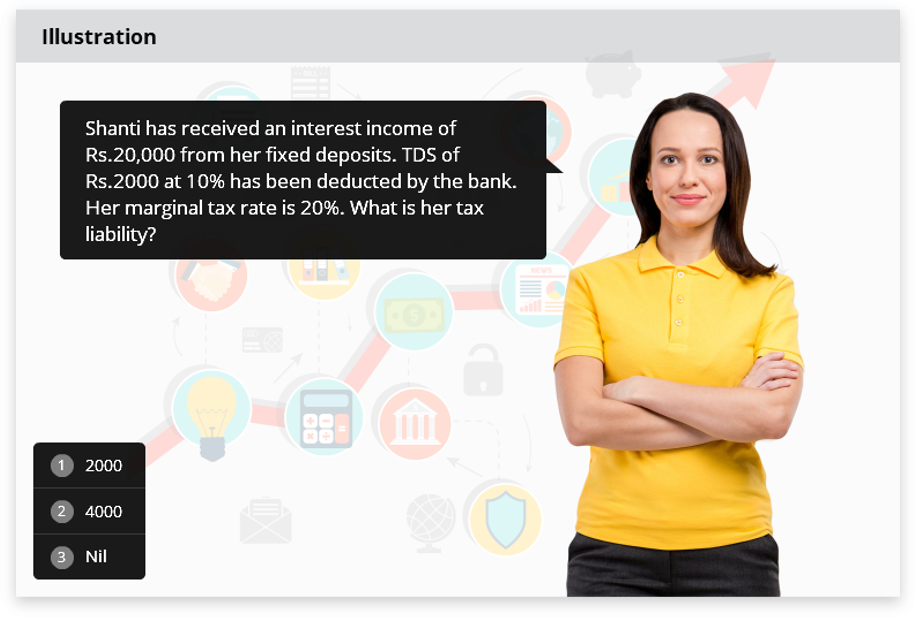 Illustration
Shanti has received an interest income of
Rs.20,000 from her fixed deposits. TDS of
Rs.2000 at 10% has been deducted by the bank.
Her marginal tax rate is 20%. What is her tax
liability?
NEWS
1 2000
2 4000
3 Nil